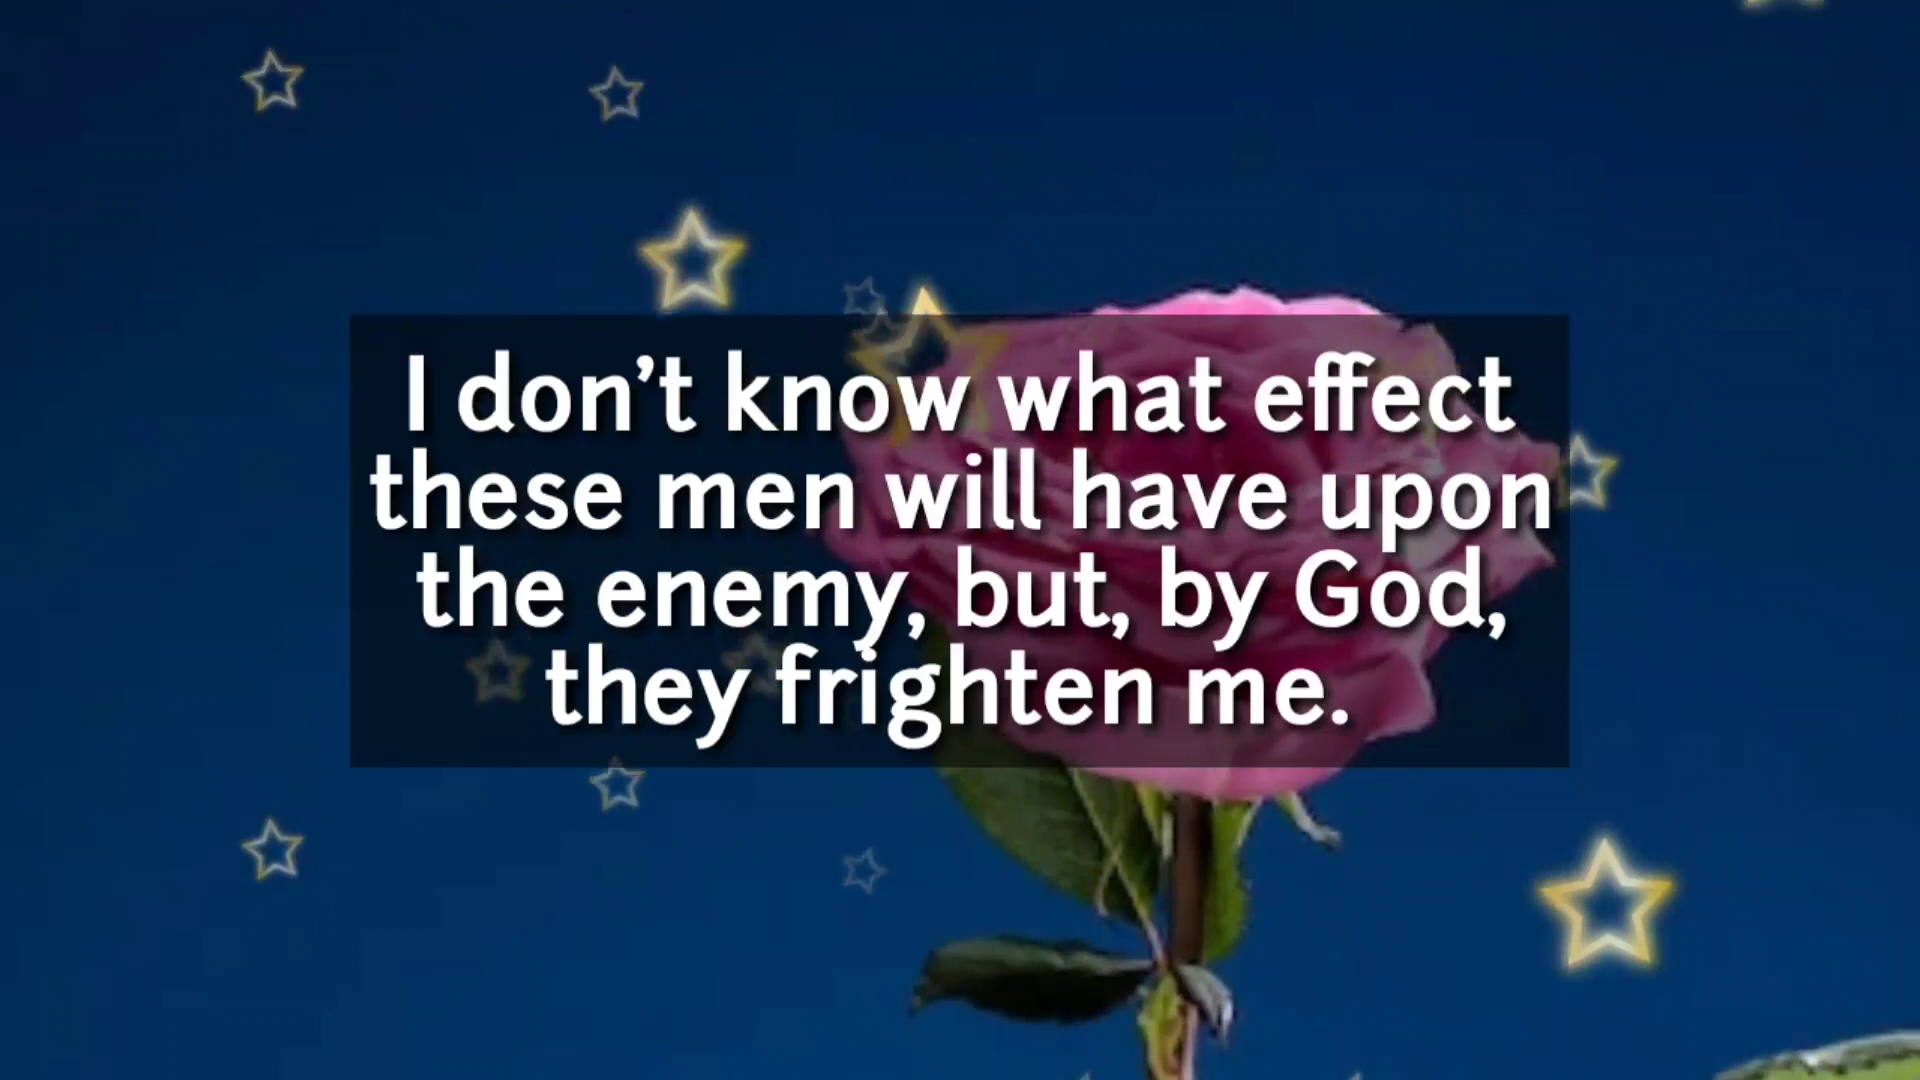 I don’t know what effect
these men will have upon
the enemy, but, by God,
they frighten me.